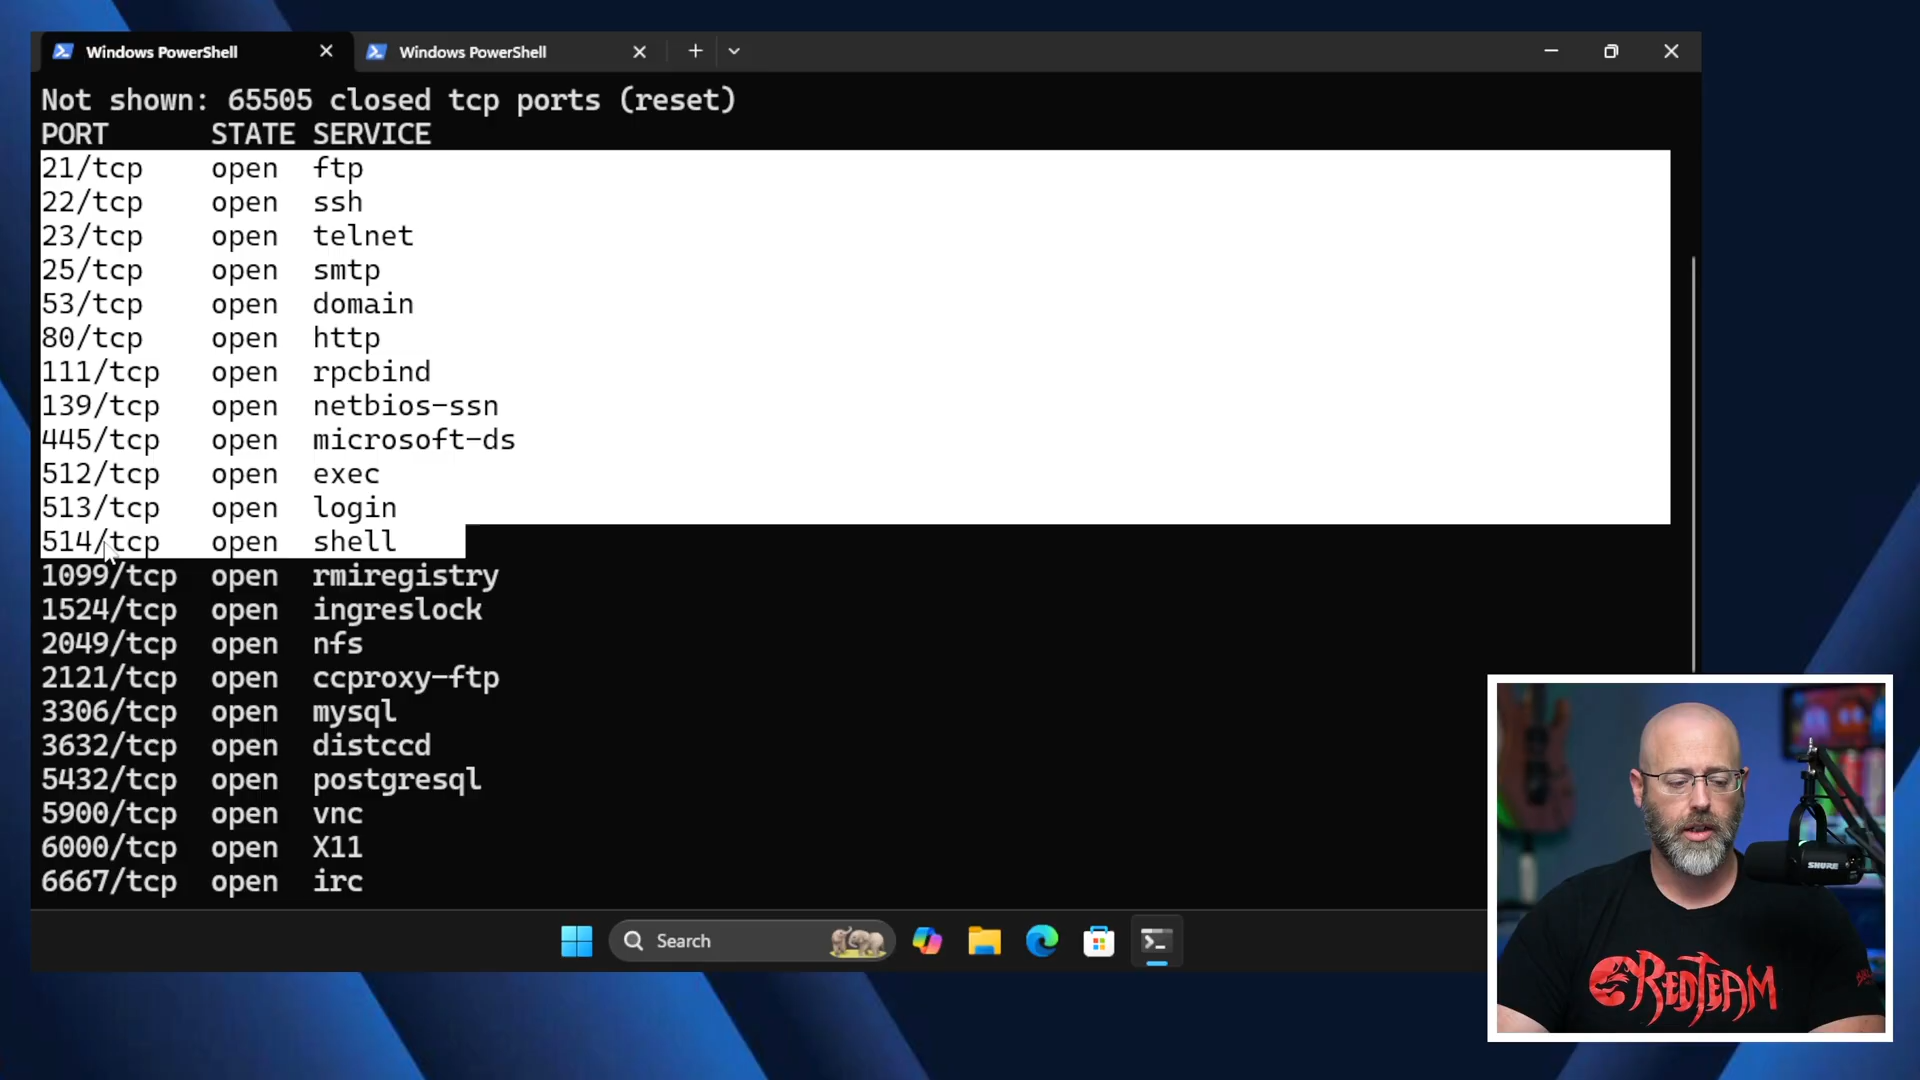 Windows PowerShell
Windows PowerShell
Not shown: 65505 closed tcp ports (reset)
PORT STATE SERVICE
21/tcp open ftp
22/tcp open ssh
23/tcp open telnet
25/tcp open smtp
53/tcp open domain
80/tcp open http
111/tcp open rpcbind
139/tcp open netbios-ssn
445/tcp open microsoft-ds
512/tcp open exec
513/tcp open login
514/tcp open shell
1099/tcp open rmiregistry
1524/tcp open ingreslock
2049/tcp open nfs
2121/tcp open ccproxy-ftp
3306/tcp open mysql
3632/tcp open distccd
5432/tcp open postgresql
5900/tcp open vnc
6000/tcp open X11
6667/tcp open irc
Search
SHURE
REDTEAM